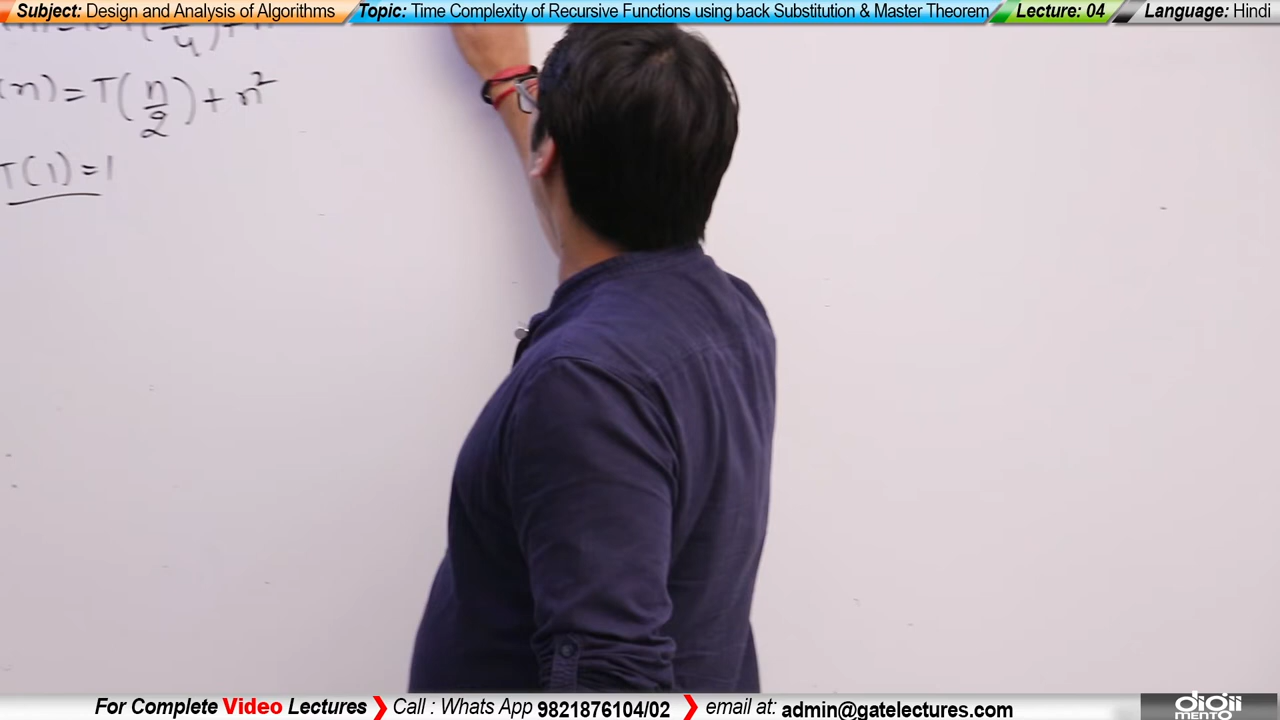 Subject: Design and Analysis of Algorithms Topic: Time Complexity of Recursive Functions using back Substitution & Master Theorem Lecture: 04 Language: Hindi
(n) = T(n/2) + n²
T(1) = 1
For Complete Video Lectures Call : Whats App 9821876104/02 email at: admin@gatelectures.com
digii
MENTO